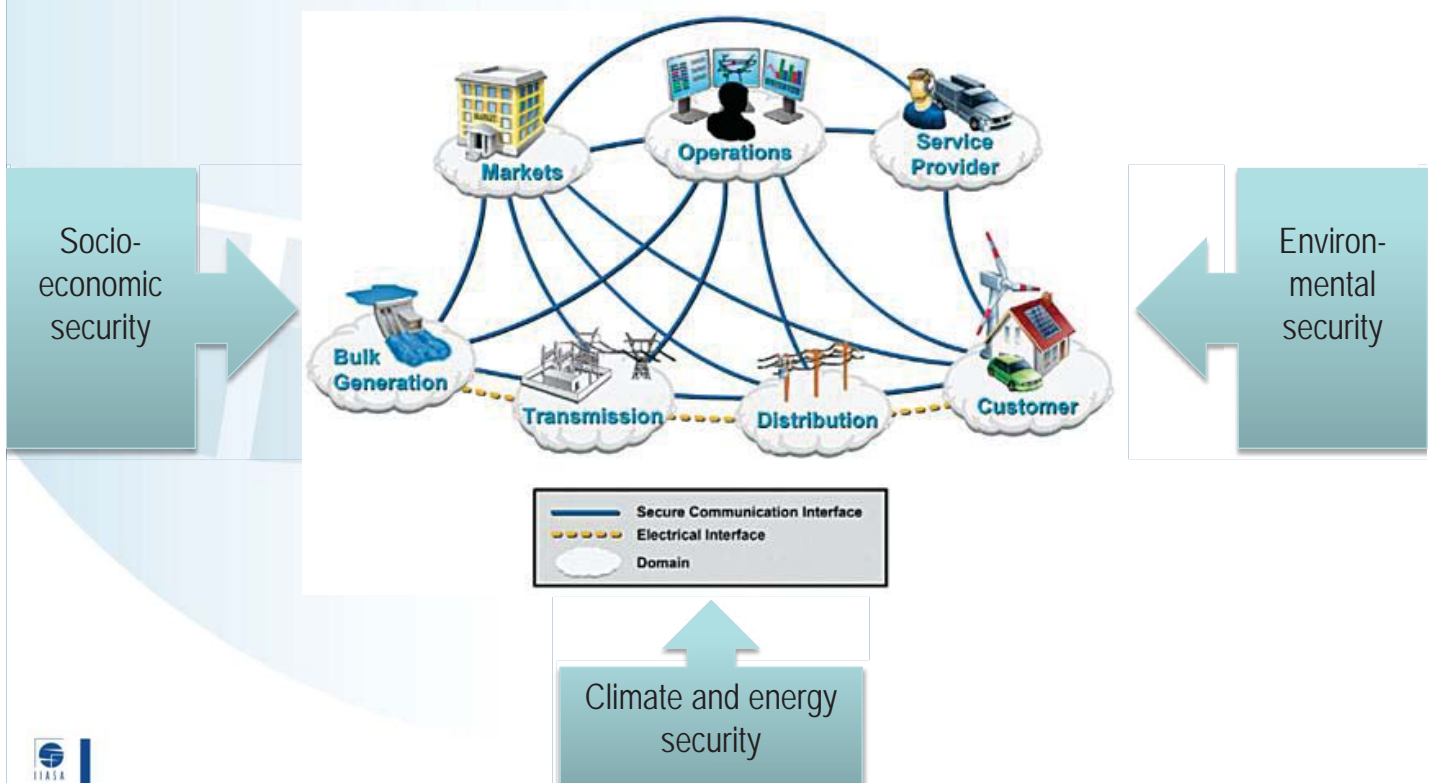 MARKET
Markets
Operations
Service
Provider
Socio-
economic
security
Environ-
mental
security
Bulk
Generation
Transmission
Distribution
Customer
Secure Communication Interface
Electrical Interface
Domain
Climate and energy
security
IIASA